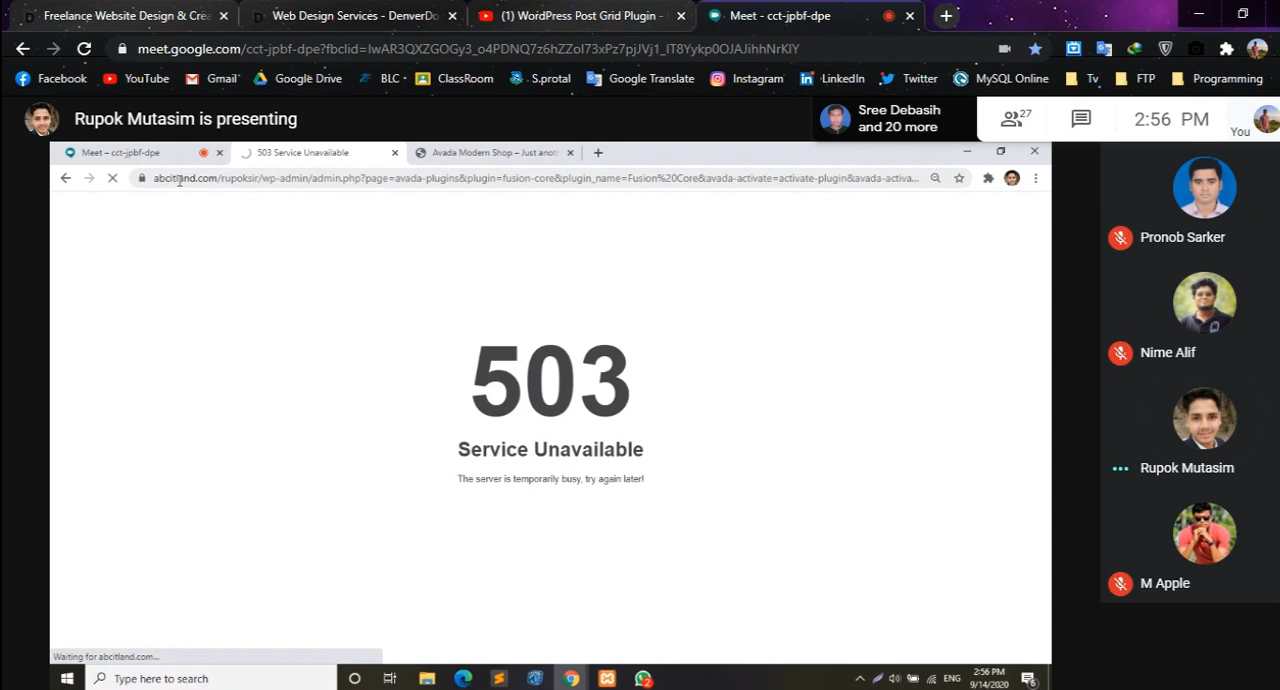 Freelance Website Design & Crea
Web Design Services - DenverDo
(1) WordPress Post Grid Plugin -
Meet - cct-jpbf-dpe
meet.google.com/cct-jpbf-dpe?fbclid=IwAR3QXZGOGy3_o4PDNQ7z6hZZoI73xPz7pjJVj1_IT8Yykp0OJAJihhNrKIY
Facebook
YouTube
Gmail
Google Drive
BLC
ClassRoom
S.protal
Google Translate
Instagram
LinkedIn
Twitter
MySQL Online
Tv
FTP
Programming
Rupok Mutasim is presenting
Sree Debasih
and 20 more
27
2:56 PM
You
Meet – cct-jpbf-dpe
503 Service Unavailable
Avada Modern Shop – Just anot
abcitland.com/rupoksir/wp-admin/admin.php?page=avada-plugins&plugin=fusion-core&plugin_name=Fusion%20Core&avada-activate=activate-plugin&avada-activa...
503
Service Unavailable
The server is temporarily busy, try again later!
Waiting for abcitland.com...
Pronob Sarker
Nime Alif
Rupok Mutasim
M Apple
Type here to search
2
ENG
2:56 PM
9/14/2020